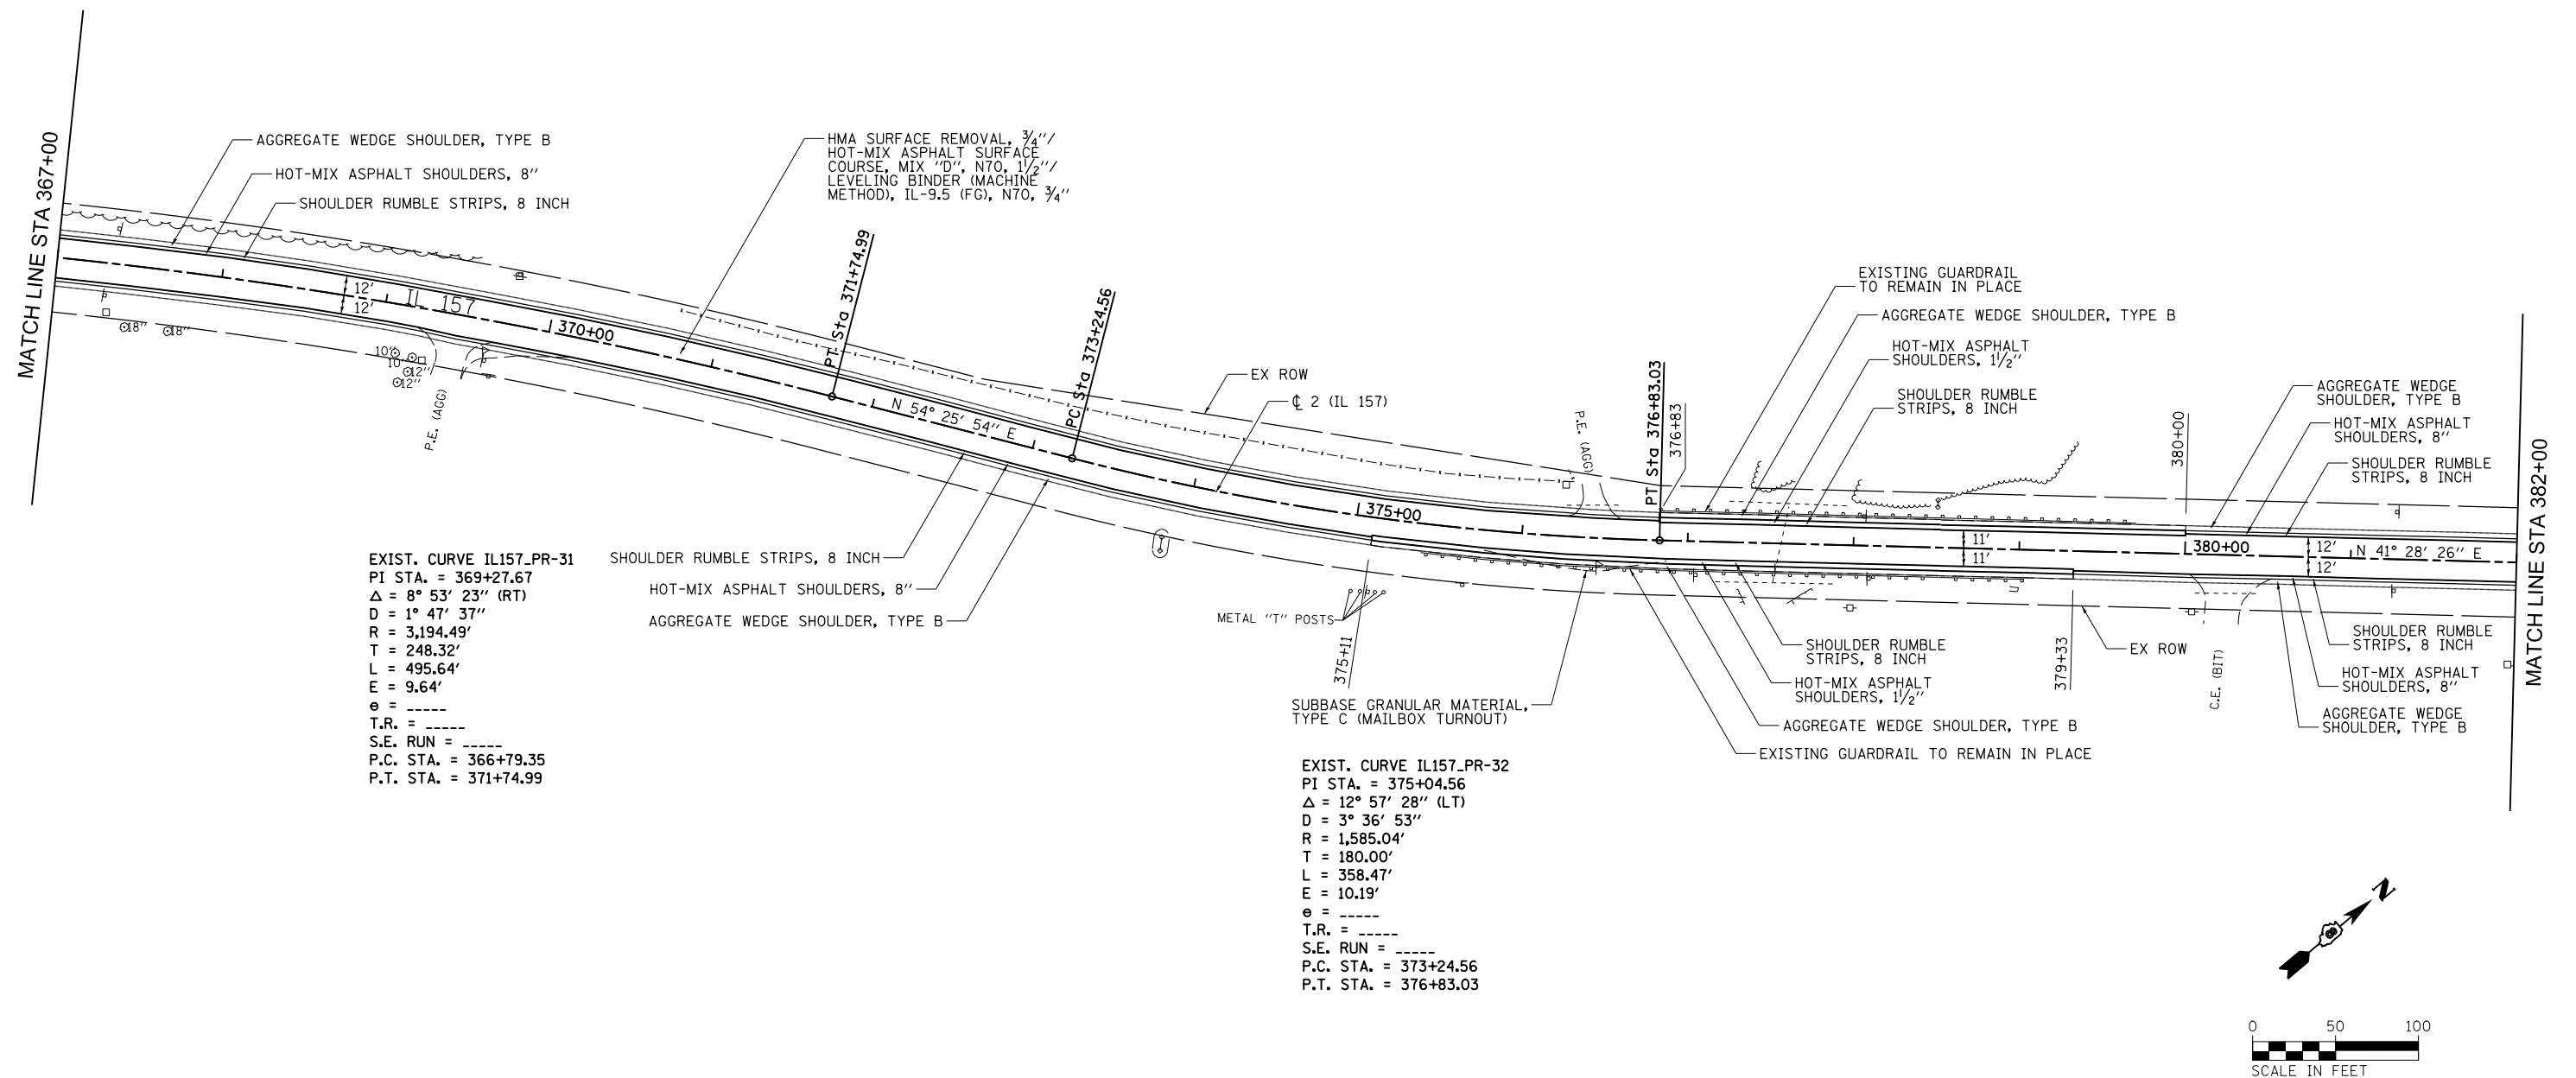 MATCH LINE STA 367+00
AGGREGATE WEDGE SHOULDER, TYPE B
HOT-MIX ASPHALT SHOULDERS, 8"
SHOULDER RUMBLE STRIPS, 8 INCH
HMA SURFACE REMOVAL, 3/4"/
HOT-MIX ASPHALT SURFACE
COURSE, MIX "D", N70, 1 1/2"/
LEVELING BINDER (MACHINE
METHOD), IL-9.5 (FG), N70, 3/4"
12'
12'
IL 157
370+00
18"
18"
10"
10"
12"
12"
P.E. (AGG)
PT Sta 371+74.99
N 54° 25' 54" E
PC Sta 373+24.56
EX ROW
℄ 2 (IL 157)
375+00
P.E. (AGG)
PT Sta 376+83.03
376+83
EXISTING GUARDRAIL
TO REMAIN IN PLACE
AGGREGATE WEDGE SHOULDER, TYPE B
HOT-MIX ASPHALT
SHOULDERS, 1 1/2"
SHOULDER RUMBLE
STRIPS, 8 INCH
11'
11'
380+00
380+00
AGGREGATE WEDGE
SHOULDER, TYPE B
HOT-MIX ASPHALT
SHOULDERS, 8"
SHOULDER RUMBLE
STRIPS, 8 INCH
12'
12'
N 41° 28' 26" E
MATCH LINE STA 382+00
SHOULDER RUMBLE STRIPS, 8 INCH
HOT-MIX ASPHALT SHOULDERS, 8"
AGGREGATE WEDGE SHOULDER, TYPE B
EXIST. CURVE IL157_PR-31
PI STA. = 369+27.67
Δ = 8° 53' 23" (RT)
D = 1° 47' 37"
R = 3,194.49'
T = 248.32'
L = 495.64'
E = 9.64'
e = _____
T.R. = _____
S.E. RUN = _____
P.C. STA. = 366+79.35
P.T. STA. = 371+74.99
METAL "T" POSTS
375+11
SUBBASE GRANULAR MATERIAL,
TYPE C (MAILBOX TURNOUT)
SHOULDER RUMBLE
STRIPS, 8 INCH
HOT-MIX ASPHALT
SHOULDERS, 1 1/2"
AGGREGATE WEDGE SHOULDER, TYPE B
EXISTING GUARDRAIL TO REMAIN IN PLACE
379+33
EX ROW
C.E. (BIT)
SHOULDER RUMBLE
STRIPS, 8 INCH
HOT-MIX ASPHALT
SHOULDERS, 8"
AGGREGATE WEDGE
SHOULDER, TYPE B
EXIST. CURVE IL157_PR-32
PI STA. = 375+04.56
Δ = 12° 57' 28" (LT)
D = 3° 36' 53"
R = 1,585.04'
T = 180.00'
L = 358.47'
E = 10.19'
e = _____
T.R. = _____
S.E. RUN = _____
P.C. STA. = 373+24.56
P.T. STA. = 376+83.03
N
0 50 100
SCALE IN FEET